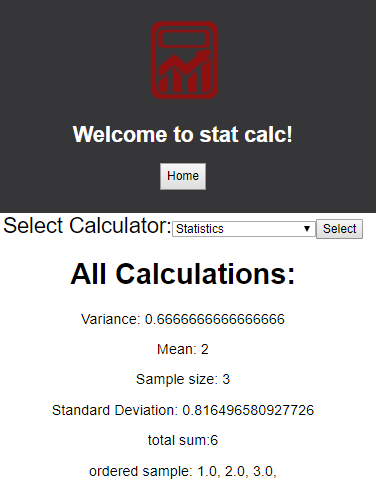 Welcome to stat calc!
Home
Select Calculator: Statistics Select
All Calculations:
Variance: 0.6666666666666666
Mean: 2
Sample size: 3
Standard Deviation: 0.816496580927726
total sum:6
ordered sample: 1.0, 2.0, 3.0,